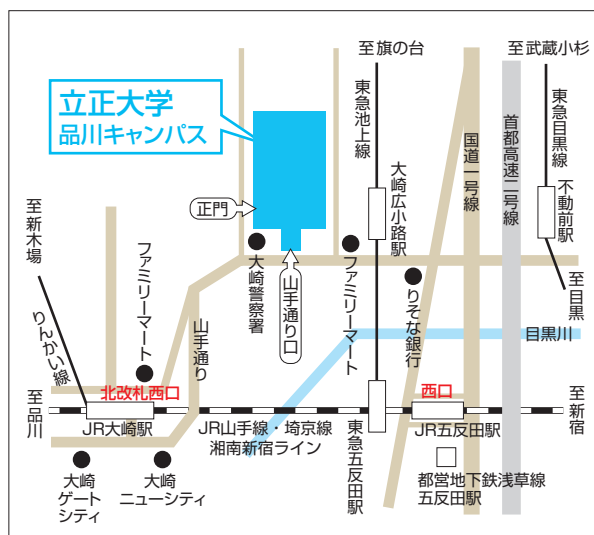 至旗の台
至武蔵小杉
立正大学
品川キャンパス
東急池上線
国道一号線
首都高速二号線
東急目黒線
正門
大崎広小路駅
不動前駅
至新木場
ファミリーマート
大崎警察署
山手通り口
ファミリーマート
りそな銀行
至目黒
りんかい線
山手通り
目黒川
北改札西口
西口
至品川
JR大崎駅
JR山手線・埼京線
湘南新宿ライン
東急五反田駅
JR五反田駅
至新宿
大崎
ゲート
シティ
大崎
ニューシティ
都営地下鉄浅草線
五反田駅